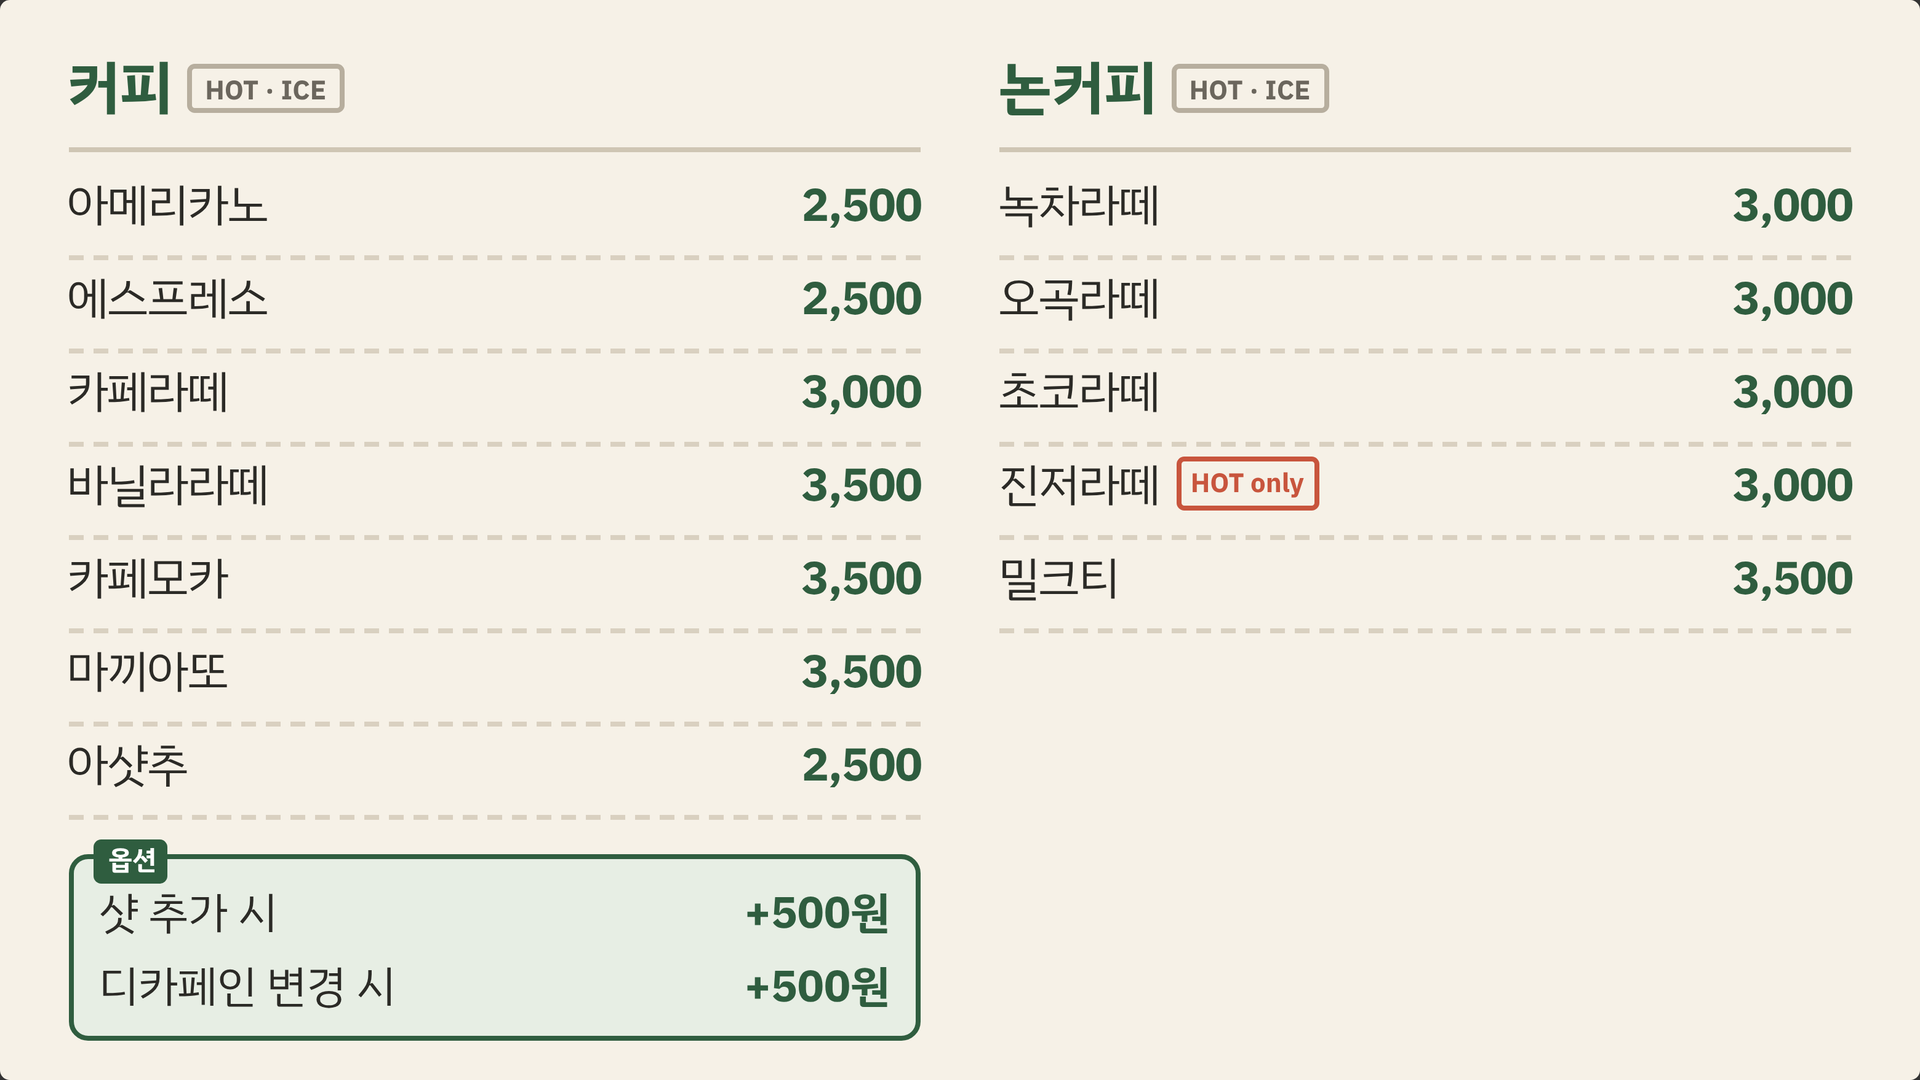 커피 HOT · ICE
아메리카노 2,500
에스프레소 2,500
카페라떼 3,000
바닐라라떼 3,500
카페모카 3,500
마끼아또 3,500
아샷추 2,500
옵션
샷 추가 시 +500원
디카페인 변경 시 +500원
논커피 HOT · ICE
녹차라떼 3,000
오곡라떼 3,000
초코라떼 3,000
진저라떼 HOT only 3,000
밀크티 3,500